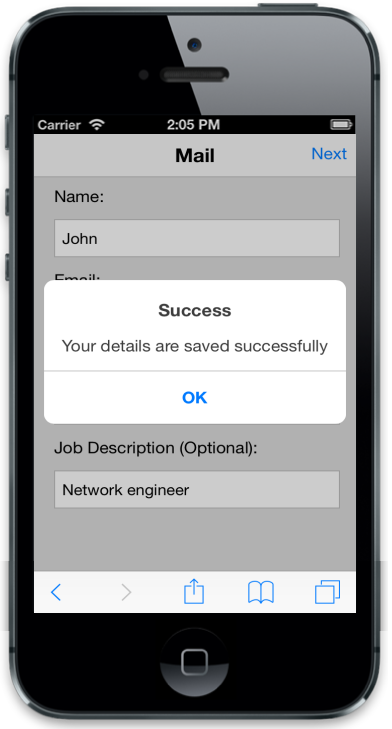 Carrier 2:05 PM
Mail Next
Name:
John
Email:
Success
Your details are saved successfully
OK
Job Description (Optional):
Network engineer